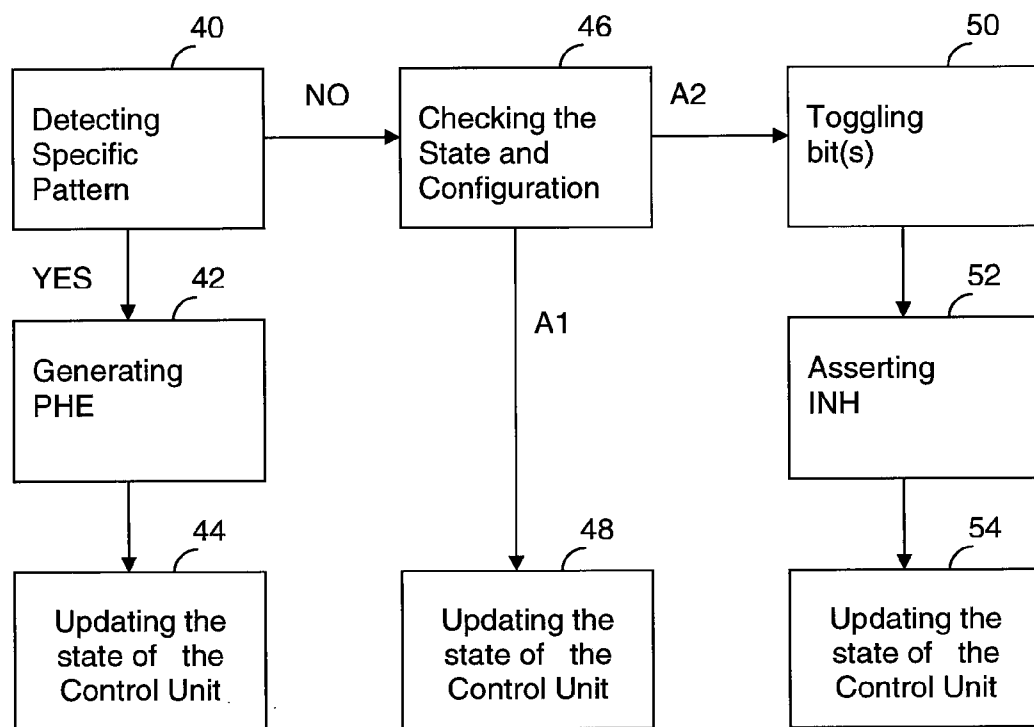 40
46
50
Detecting
Specific
Pattern
NO
Checking the
State and
Configuration
A2
Toggling
bit(s)
YES
42
A1
52
Generating
PHE
Asserting
INH
44
48
54
Updating the
state of the
Control Unit
Updating the
state of the
Control Unit
Updating the
state of the
Control Unit